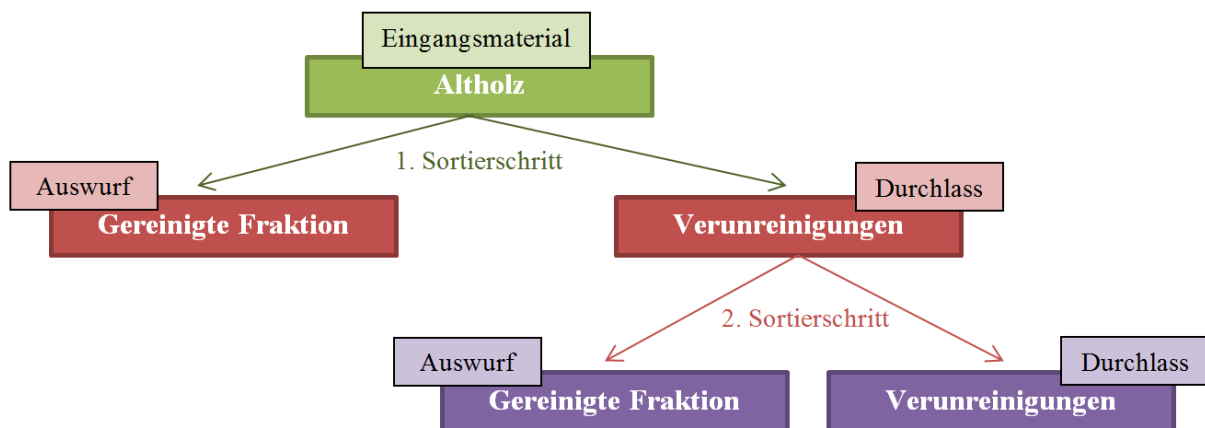 Eingangsmaterial
Altholz
1. Sortierschritt
Auswurf
Gereinigte Fraktion
Durchlass
Verunreinigungen
2. Sortierschritt
Auswurf
Gereinigte Fraktion
Durchlass
Verunreinigungen